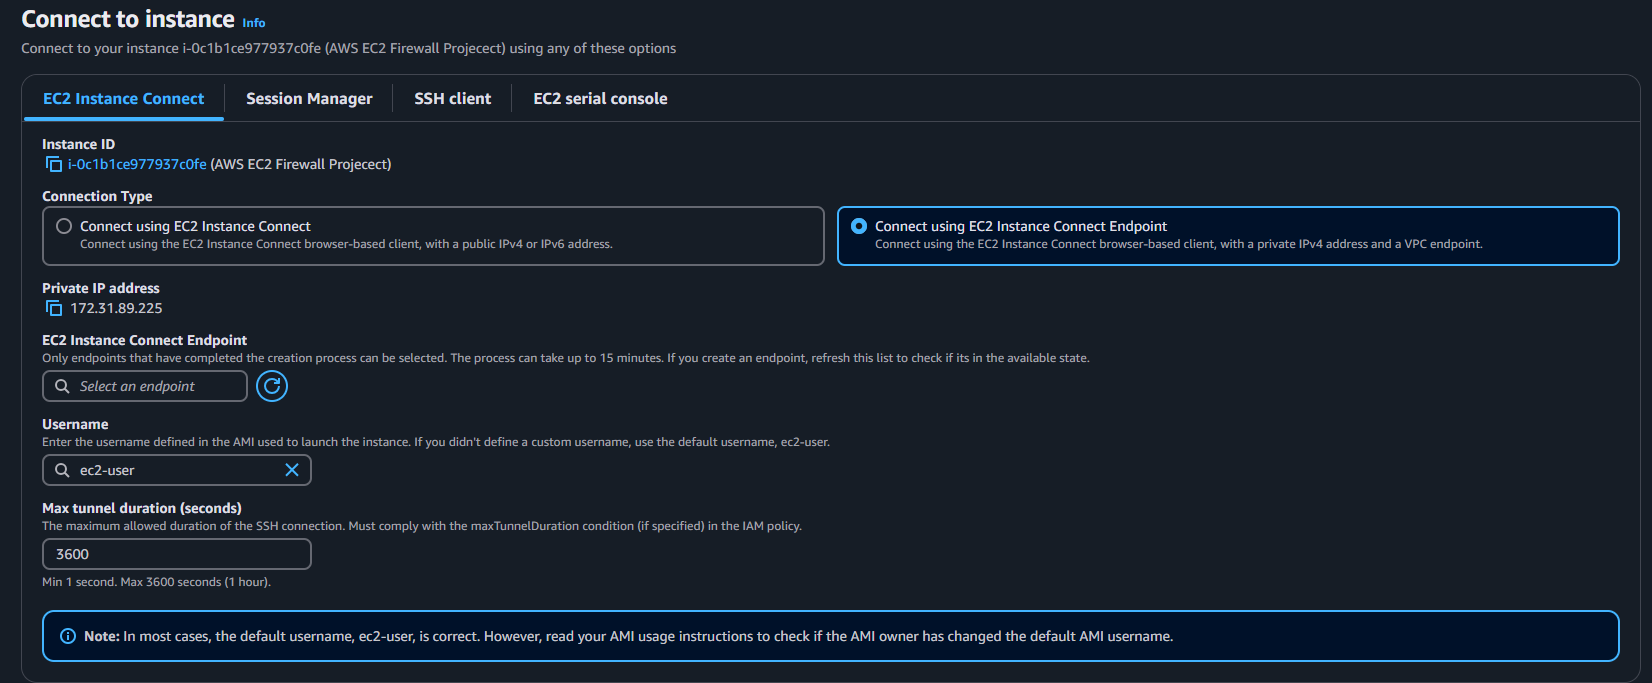 Connect to instance Info
Connect to your instance i-0c1b1ce977937c0fe (AWS EC2 Firewall Projecect) using any of these options
EC2 Instance Connect
Session Manager
SSH client
EC2 serial console
Instance ID
i-0c1b1ce977937c0fe (AWS EC2 Firewall Projecect)
Connection Type
Connect using EC2 Instance Connect
Connect using the EC2 Instance Connect browser-based client, with a public IPv4 or IPv6 address.
Connect using EC2 Instance Connect Endpoint
Connect using the EC2 Instance Connect browser-based client, with a private IPv4 address and a VPC endpoint.
Private IP address
172.31.89.225
EC2 Instance Connect Endpoint
Only endpoints that have completed the creation process can be selected. The process can take up to 15 minutes. If you create an endpoint, refresh this list to check if its in the available state.
Select an endpoint
Username
Enter the username defined in the AMI used to launch the instance. If you didn't define a custom username, use the default username, ec2-user.
ec2-user
Max tunnel duration (seconds)
The maximum allowed duration of the SSH connection. Must comply with the maxTunnelDuration condition (if specified) in the IAM policy.
3600
Min 1 second. Max 3600 seconds (1 hour).
Note: In most cases, the default username, ec2-user, is correct. However, read your AMI usage instructions to check if the AMI owner has changed the default AMI username.